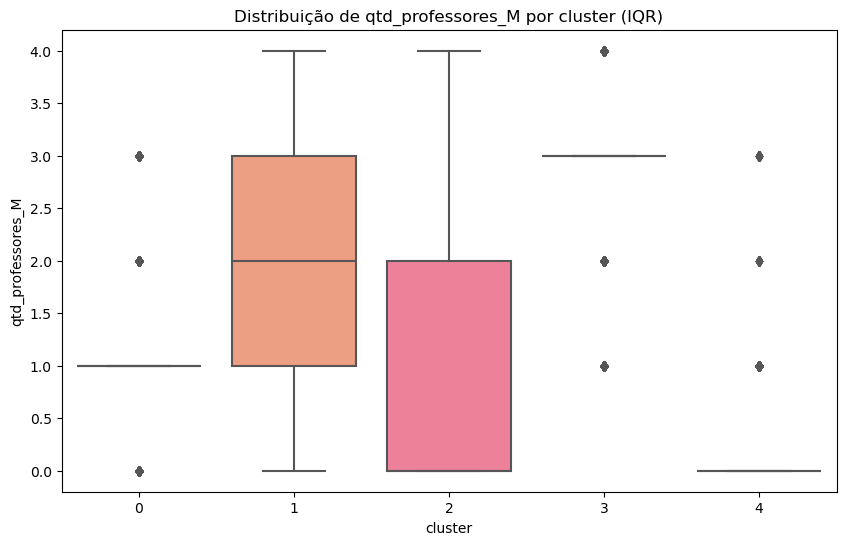 Distribuição de qtd_professores_M por cluster (IQR)
qtd_professores_M
4.0
3.5
3.0
2.5
2.0
1.5
1.0
0.5
0.0
0 1 2 3 4
cluster